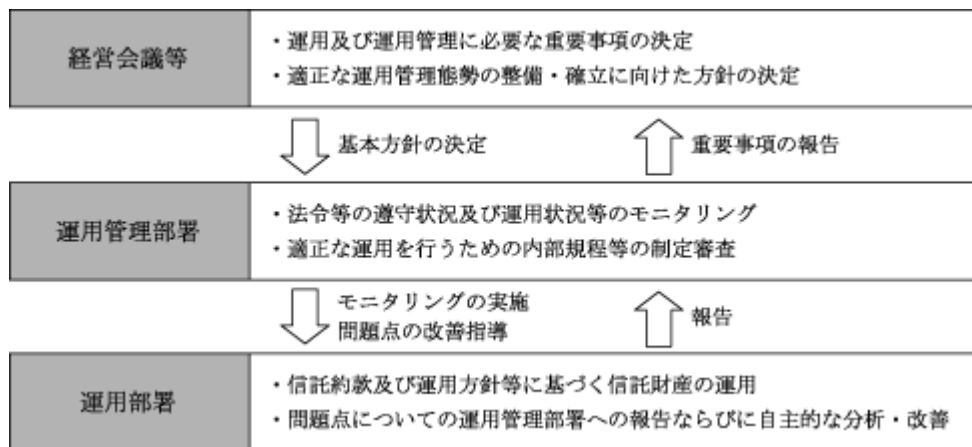 経営会議等
・運用及び運用管理に必要な重要事項の決定
・適正な運用管理態勢の整備・確立に向けた方針の決定
基本方針の決定
重要事項の報告
運用管理部署
・法令等の遵守状況及び運用状況等のモニタリング
・適正な運用を行うための内部規程等の制定審査
モニタリングの実施
問題点の改善指導
報告
運用部署
・信託約款及び運用方針等に基づく信託財産の運用
・問題点についての運用管理部署への報告ならびに自主的な分析・改善